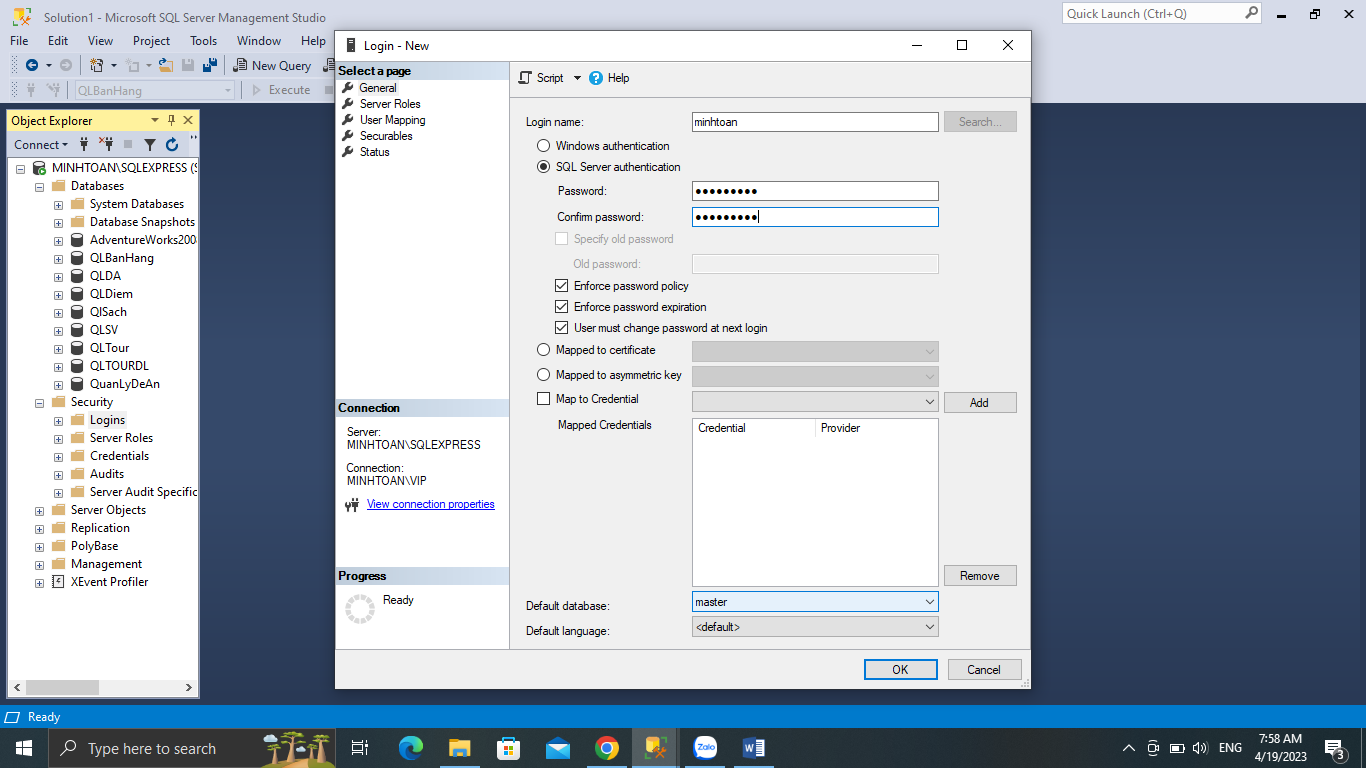 Solution1 - Microsoft SQL Server Management Studio
Quick Launch (Ctrl+Q)
File Edit View Project Tools Window Help
New Query
QLBanHang
Execute
Object Explorer
Connect
MINHTOAN\SQLEXPRESS (S
Databases
System Databases
Database Snapshots
AdventureWorks200
QLBanHang
QLDA
QLDiem
QlSach
QLSV
QLTour
QLTOURDL
QuanLyDeAn
Security
Logins
Server Roles
Credentials
Audits
Server Audit Specific
Server Objects
Replication
PolyBase
Management
XEvent Profiler
Login - New
Select a page
General
Server Roles
User Mapping
Securables
Status
Connection
Server:
MINHTOAN\SQLEXPRESS
Connection:
MINHTOAN\VIP
View connection properties
Progress
Ready
Script Help
Login name: minhtoan Search...
Windows authentication
SQL Server authentication
Password: ●●●●●●●●●
Confirm password: ●●●●●●●●●
Specify old password
Old password:
Enforce password policy
Enforce password expiration
User must change password at next login
Mapped to certificate
Mapped to asymmetric key
Map to Credential Add
Mapped Credentials Credential Provider
Remove
Default database: master
Default language: <default>
OK Cancel
Ready
Type here to search
Zalo
ENG
7:58 AM
4/19/2023
3